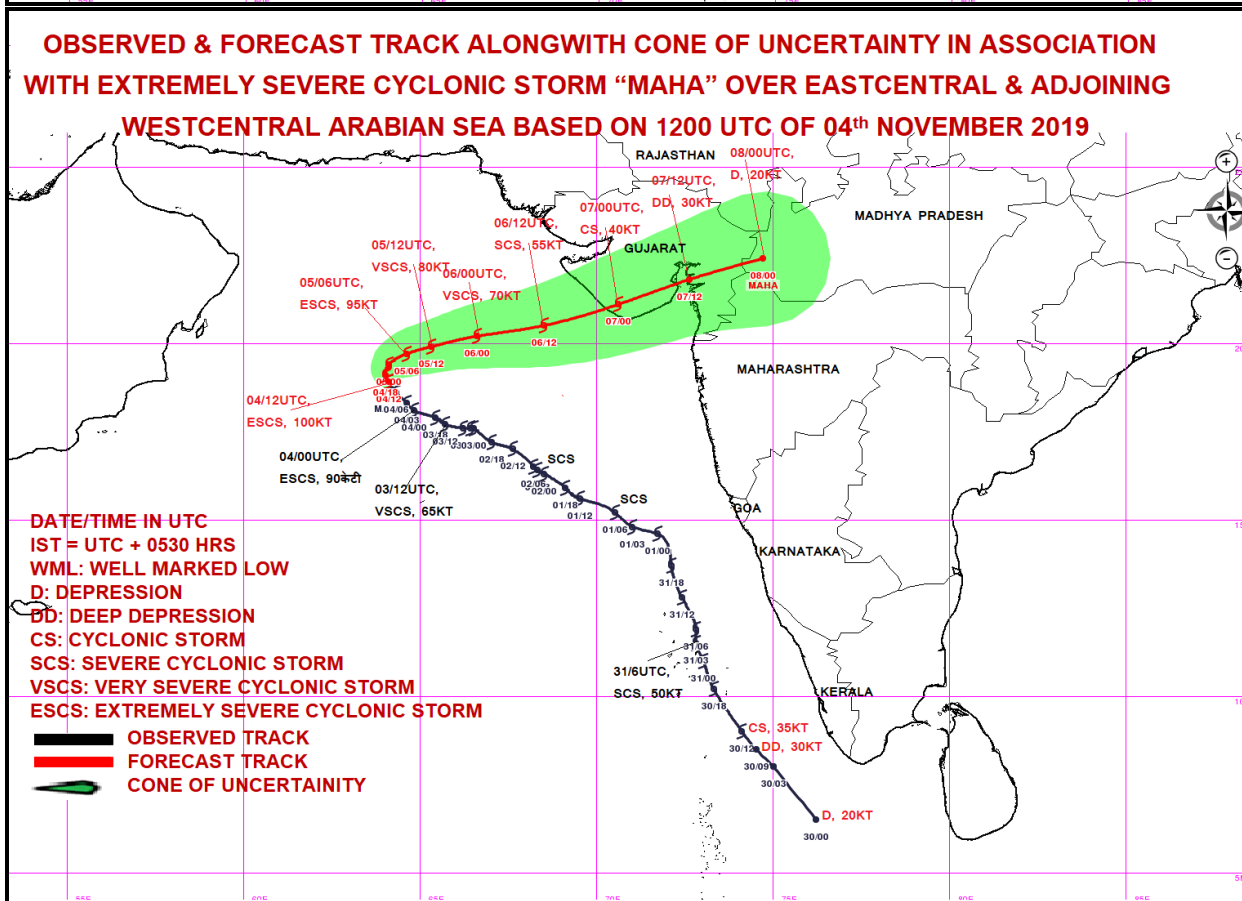 OBSERVED & FORECAST TRACK ALONGWITH CONE OF UNCERTAINTY IN ASSOCIATION
WITH EXTREMELY SEVERE CYCLONIC STORM “MAHA” OVER EASTCENTRAL & ADJOINING
WESTCENTRAL ARABIAN SEA BASED ON 1200 UTC OF 04th NOVEMBER 2019
RAJASTHAN
08/00UTC,
D, 20KT
07/12UTC,
DD, 30KT
07/00UTC,
CS, 40KT
06/12UTC,
SCS, 55KT
05/12UTC,
VSCS, 80KT
06/00UTC,
VSCS, 70KT
05/06UTC,
ESCS, 95KT
MADHYA PRADESH
GUJARAT
08/00
MAHA
07/12
07/00
06/12
06/00
05/12
05/06
05/00
04/18
04/12
MAHARASHTRA
04/12UTC,
ESCS, 100KT
04/06
04/03
04/00
03/18
03/12
03/00
02/18
02/12
02/06
02/00
01/18
01/12
01/06
01/03
01/00
SCS
SCS
04/00UTC,
ESCS, 90केटी
03/12UTC,
VSCS, 65KT
GOA
KARNATAKA
31/18
31/12
31/06
31/03
31/00
31/6UTC,
SCS, 50KT
KERALA
30/18
CS, 35KT
30/12
DD, 30KT
30/09
30/03
D, 20KT
30/00
DATE/TIME IN UTC
IST = UTC + 0530 HRS
WML: WELL MARKED LOW
D: DEPRESSION
DD: DEEP DEPRESSION
CS: CYCLONIC STORM
SCS: SEVERE CYCLONIC STORM
VSCS: VERY SEVERE CYCLONIC STORM
ESCS: EXTREMELY SEVERE CYCLONIC STORM
OBSERVED TRACK
FORECAST TRACK
CONE OF UNCERTAINITY